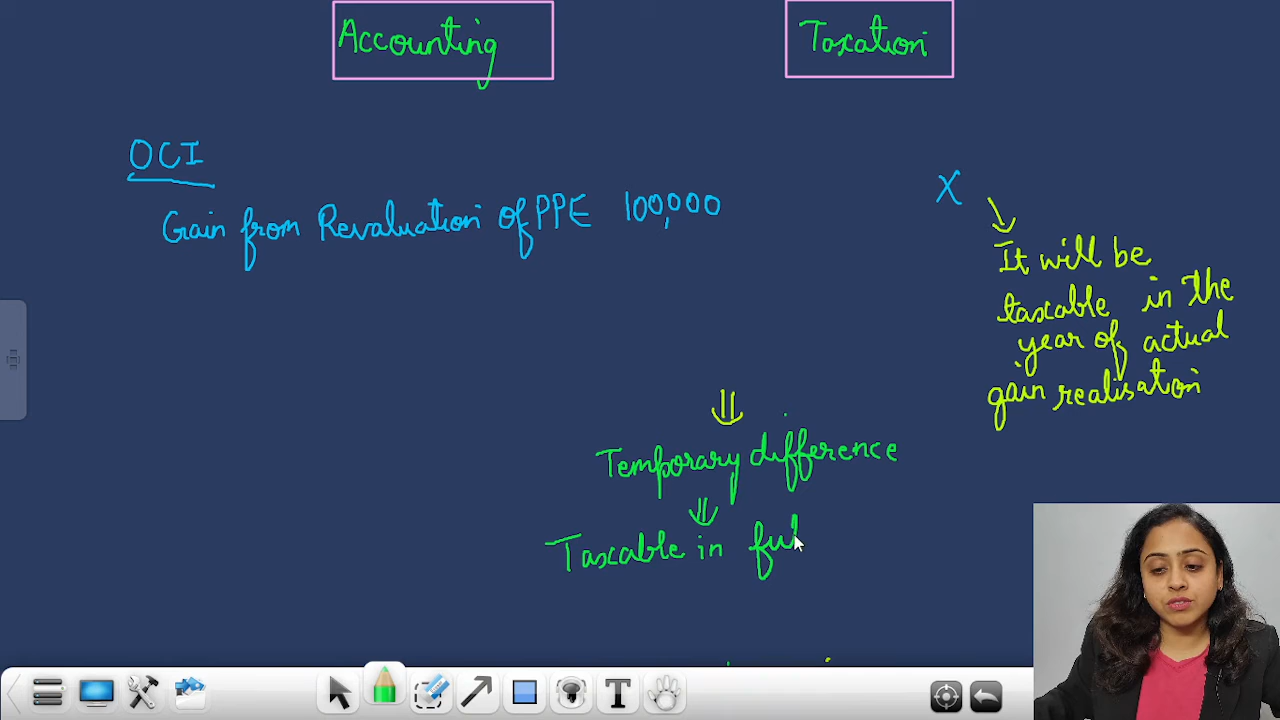 Accounting
Taxation
OCI
Gain from Revaluation of PPE 100,000
X
It will be
taxable in the
year of actual
gain realisation
Temporary difference
Taxable in fut
T